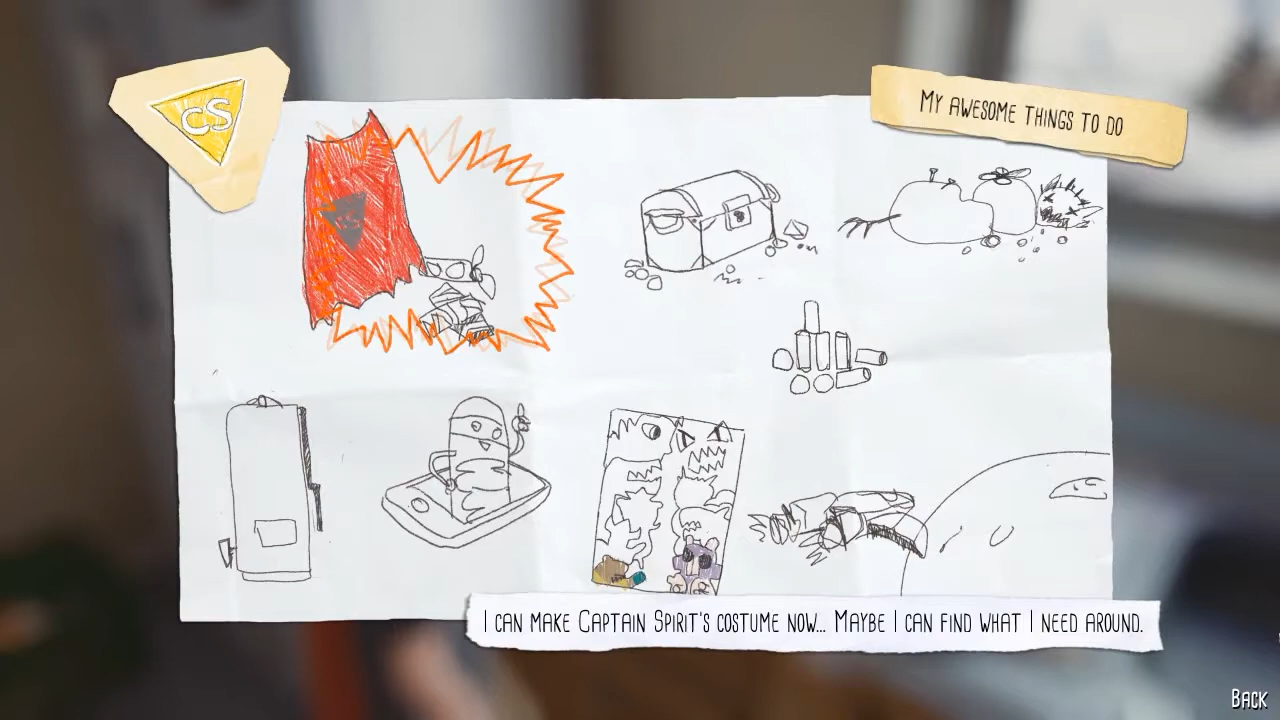 CS
MY AWESOME THINGS TO DO
I CAN MAKE CAPTAIN SPIRIT'S COSTUME NOW... MAYBE I CAN FIND WHAT I NEED AROUND.
BACK